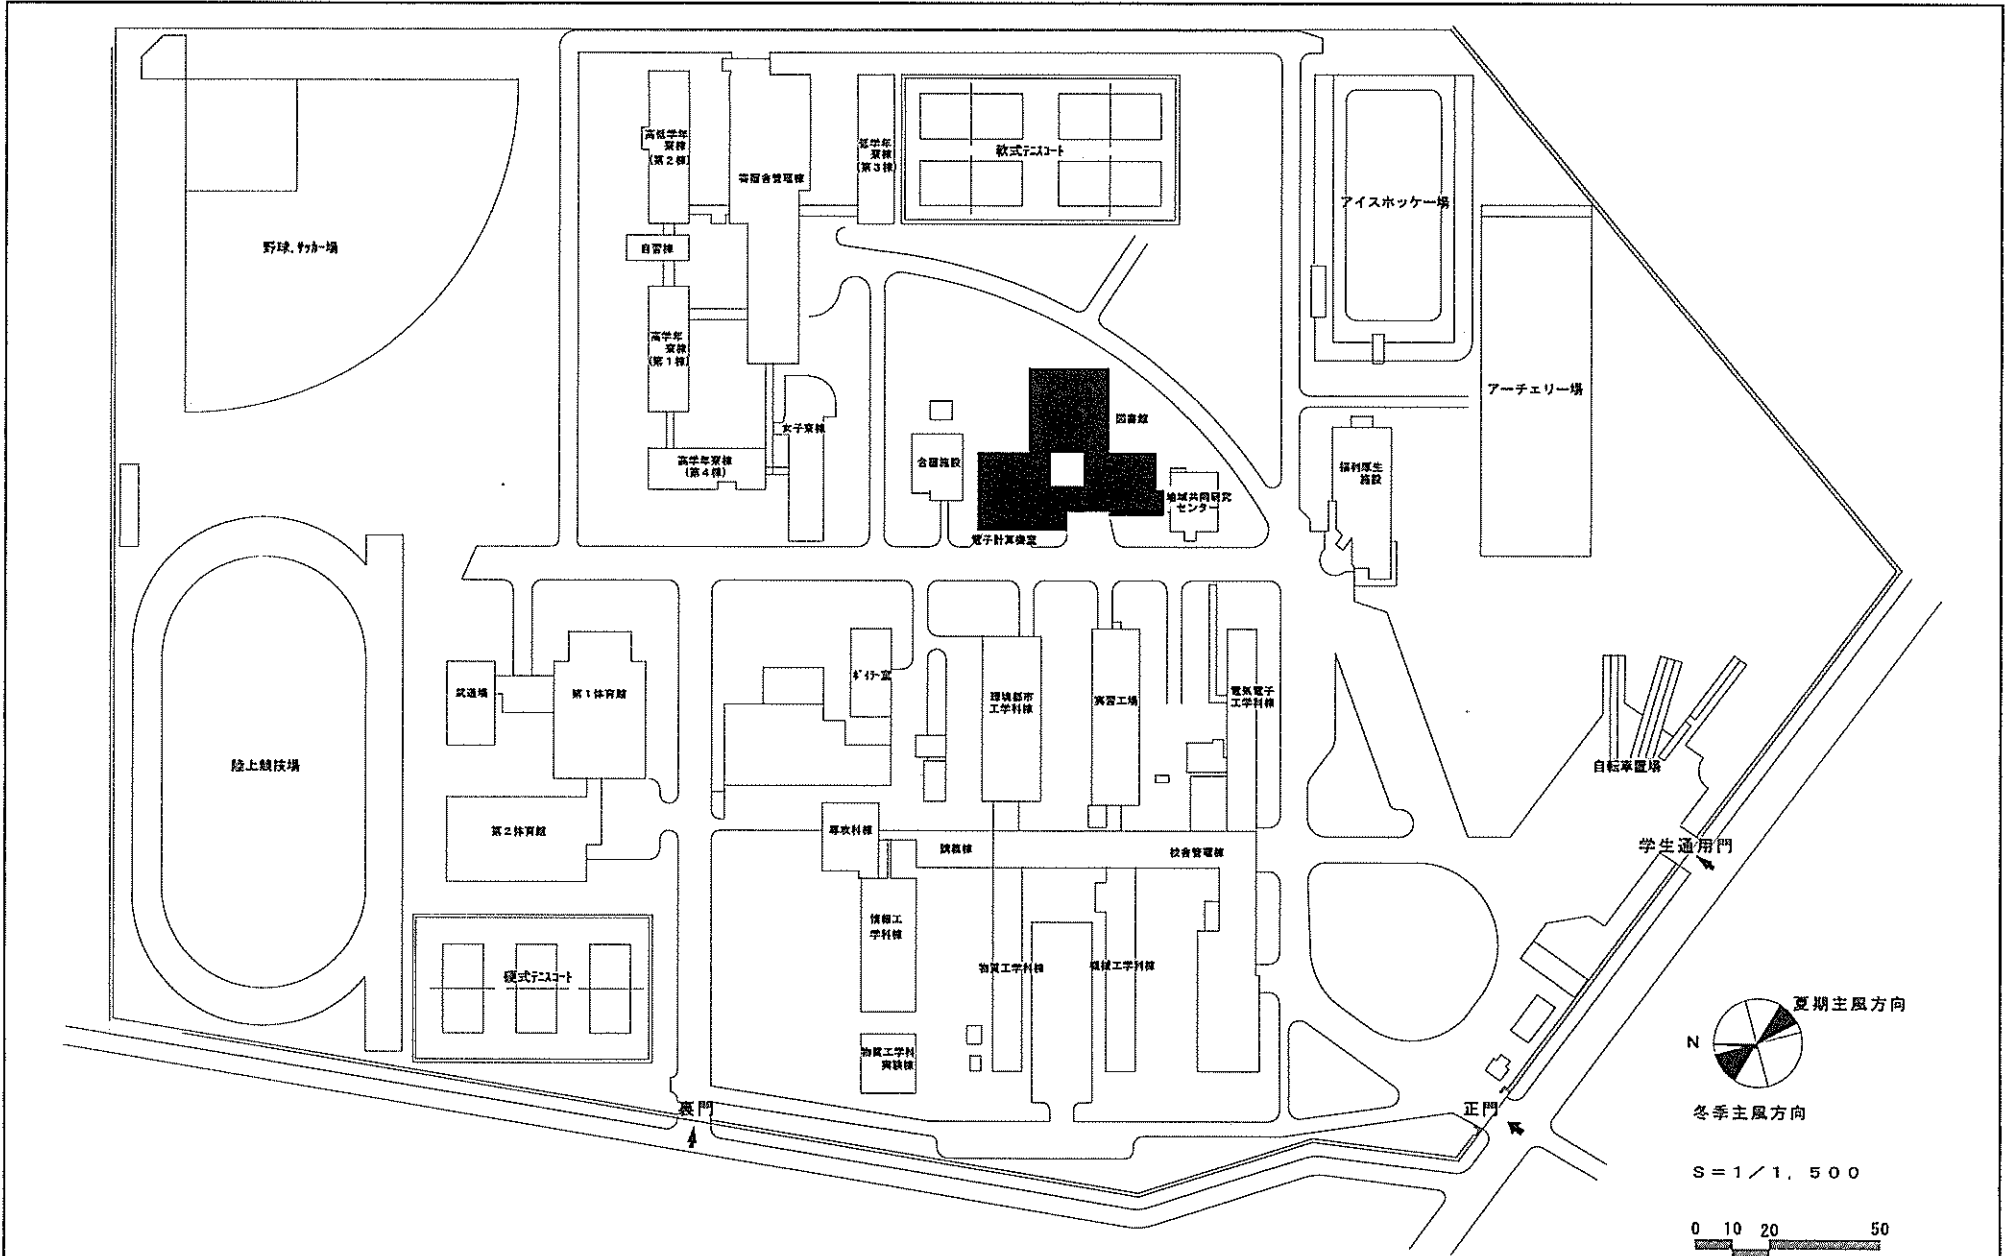 高低学年
寮棟
(第2棟)
寄宿舎管理棟
低学年
寮棟
(第3棟)
軟式テニスコート
アイスホッケー場
野球、サッカー場
自習棟
高学年
寮棟
(第1棟)
アーチェリー場
図書館
女子寮棟
合宿施設
高学年寮棟
(第4棟)
福利厚生
施設
地域共同研究
センター
電子計算機室
武道場
第1体育館
ボイラー室
環境都市
工学科棟
実習工場
電気電子
工学科棟
陸上競技場
自転車置場
第2体育館
専攻科棟
講義棟
校舎管理棟
学生通用門
情報工
学科棟
硬式テニスコート
物質工学科棟
機械工学科棟
夏期主風方向
N
物質工学科
実験棟
裏門
正門
冬季主風方向
S=1/1,500
0 10 20 50